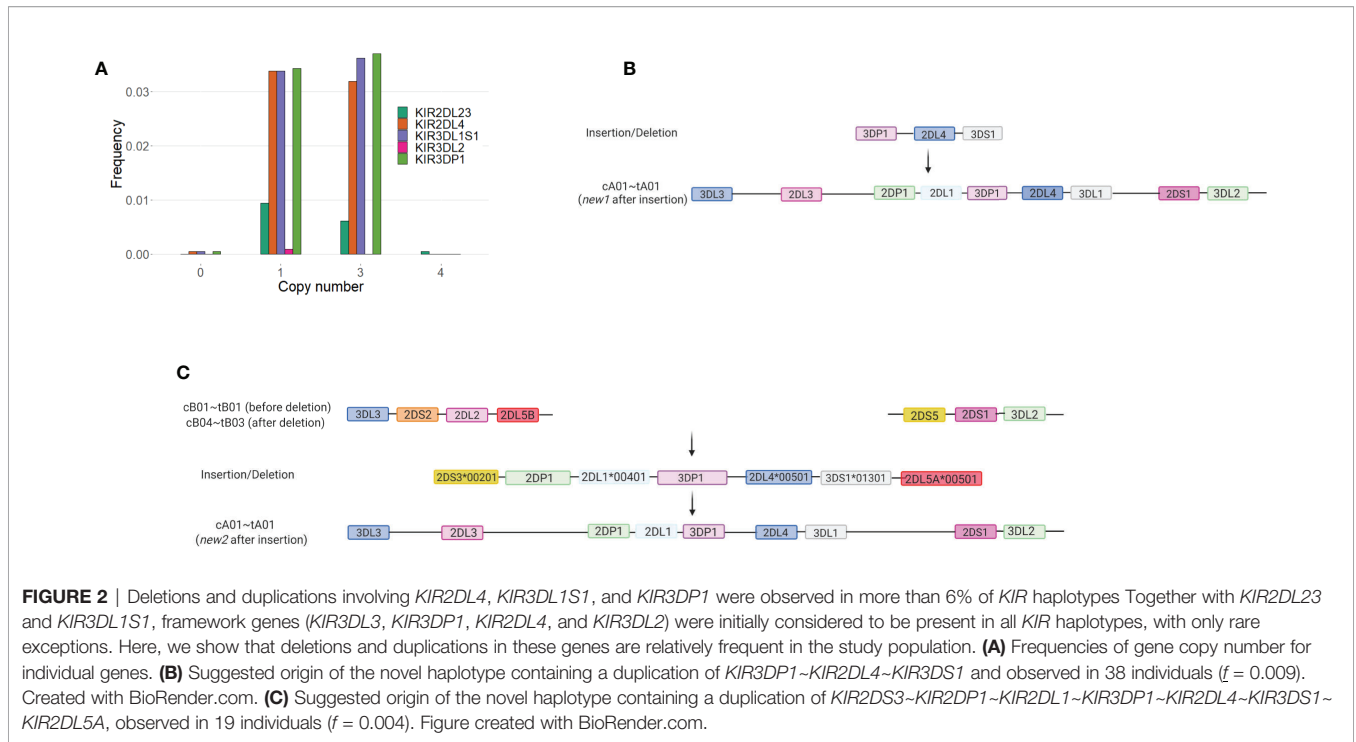 A
0.03
0.02
0.01
0.00
Frequency
0
1
3
4
Copy number
KIR2DL23
KIR2DL4
KIR3DL1S1
KIR3DL2
KIR3DP1
B
Insertion/Deletion
3DP1 2DL4 3DS1
cA01~tA01
(new1 after insertion)
3DL3 2DL3 2DP1 2DL1 3DP1 2DL4 3DL1 2DS1 3DL2
C
cB01~tB01 (before deletion)
cB04~tB03 (after deletion)
3DL3 2DS2 2DL2 2DL5B 2DS5 2DS1 3DL2
Insertion/Deletion
2DS3*00201 2DP1 2DL1*00401 3DP1 2DL4*00501 3DS1*01301 2DL5A*00501
cA01~tA01
(new2 after insertion)
3DL3 2DL3 2DP1 2DL1 3DP1 2DL4 3DL1 2DS1 3DL2
FIGURE 2 | Deletions and duplications involving KIR2DL4, KIR3DL1S1, and KIR3DP1 were observed in more than 6% of KIR haplotypes Together with KIR2DL23
and KIR3DL1S1, framework genes (KIR3DL3, KIR3DP1, KIR2DL4, and KIR3DL2) were initially considered to be present in all KIR haplotypes, with only rare
exceptions. Here, we show that deletions and duplications in these genes are relatively frequent in the study population. (A) Frequencies of gene copy number for
individual genes. (B) Suggested origin of the novel haplotype containing a duplication of KIR3DP1~KIR2DL4~KIR3DS1 and observed in 38 individuals (f = 0.009).
Created with BioRender.com. (C) Suggested origin of the novel haplotype containing a duplication of KIR2DS3~KIR2DP1~KIR2DL1~KIR3DP1~KIR2DL4~KIR3DS1~
KIR2DL5A, observed in 19 individuals (f = 0.004). Figure created with BioRender.com.